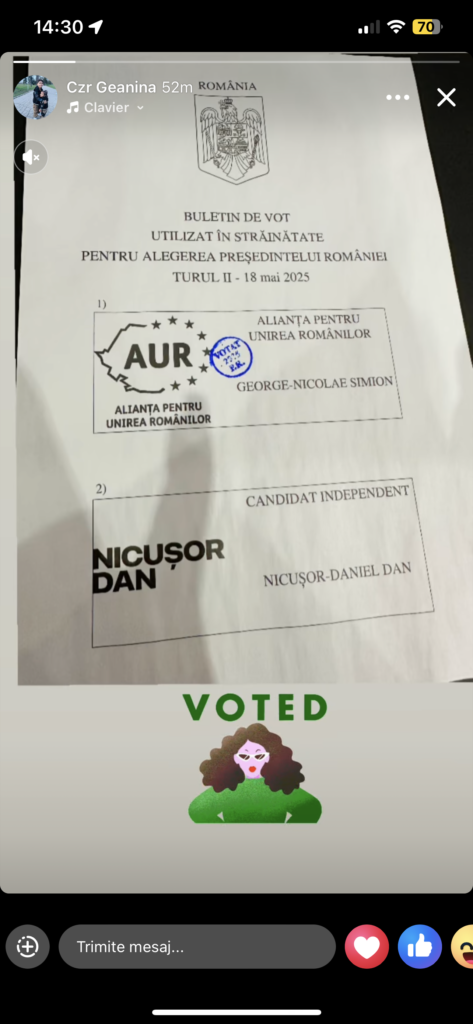 14:30
70
Czr Geanina 52m
Clavier
ROMÂNIA
BULETIN DE VOT
UTILIZAT ÎN STRĂINĂTATE
PENTRU ALEGEREA PREȘEDINTELUI ROMÂNIEI
TURUL II - 18 mai 2025
1)
ALIANȚA PENTRU
UNIREA ROMÂNILOR
AUR
VOTAT
2025
GEORGE-NICOLAE SIMION
ALIANȚA PENTRU
UNIREA ROMÂNILOR
2)
CANDIDAT INDEPENDENT
NICUȘOR
DAN
NICUȘOR-DANIEL DAN
VOTED
Trimite mesaj...